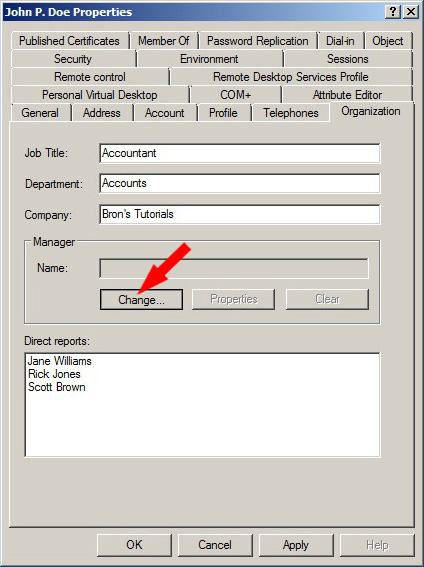 John P. Doe Properties
Published Certificates Member Of Password Replication Dial-in Object
Security Environment Sessions
Remote control Remote Desktop Services Profile
Personal Virtual Desktop COM+ Attribute Editor
General Address Account Profile Telephones Organization
Job Title: Accountant
Department: Accounts
Company: Bron's Tutorials
Manager
Name:
Change... Properties Clear
Direct reports:
Jane Williams
Rick Jones
Scott Brown
OK Cancel Apply Help